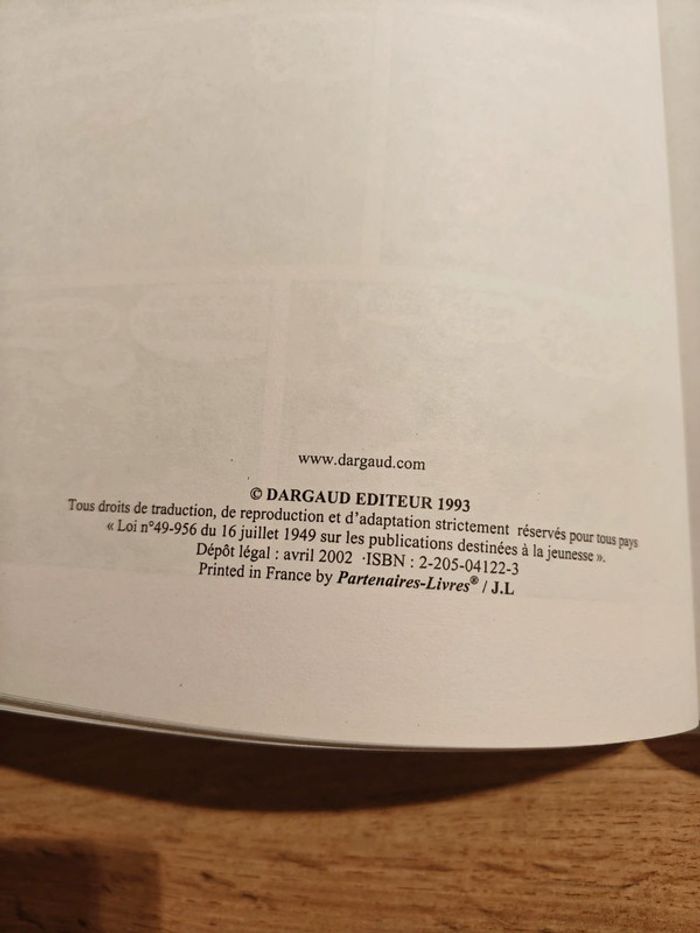 www.dargaud.com
© DARGAUD EDITEUR 1993
Tous droits de traduction, de reproduction et d'adaptation strictement réservés pour tous pays
« Loi n°49-956 du 16 juillet 1949 sur les publications destinées à la jeunesse ».
Dépôt légal : avril 2002 ·ISBN : 2-205-04122-3
Printed in France by Partenaires-Livres® / J.L